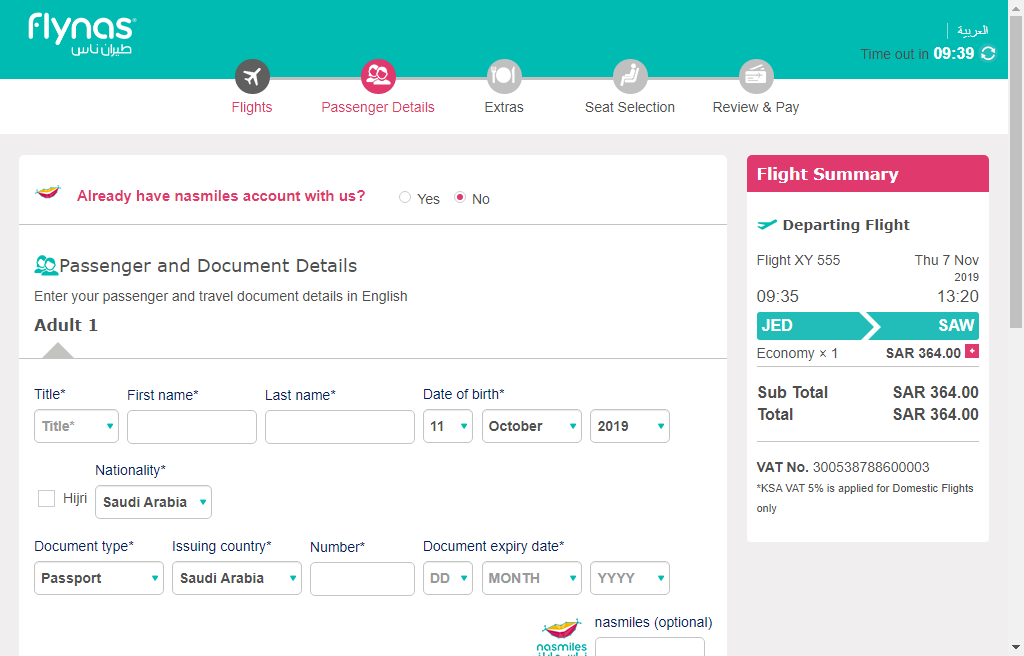 flynas
طيران ناس
العربية
Time out in 09:39
Flights
Passenger Details
Extras
Seat Selection
Review & Pay
Already have nasmiles account with us?
Yes
No
Passenger and Document Details
Enter your passenger and travel document details in English
Adult 1
Title*
First name*
Last name*
Date of birth*
Title*
11
October
2019
Hijri
Nationality*
Saudi Arabia
Document type*
Issuing country*
Number*
Document expiry date*
Passport
Saudi Arabia
DD
MONTH
YYYY
nasmiles
nasmiles (optional)
Flight Summary
Departing Flight
Flight XY 555
Thu 7 Nov
2019
09:35
13:20
JED
SAW
Economy × 1
SAR 364.00
Sub Total
SAR 364.00
Total
SAR 364.00
VAT No. 300538788600003
*KSA VAT 5% is applied for Domestic Flights
only